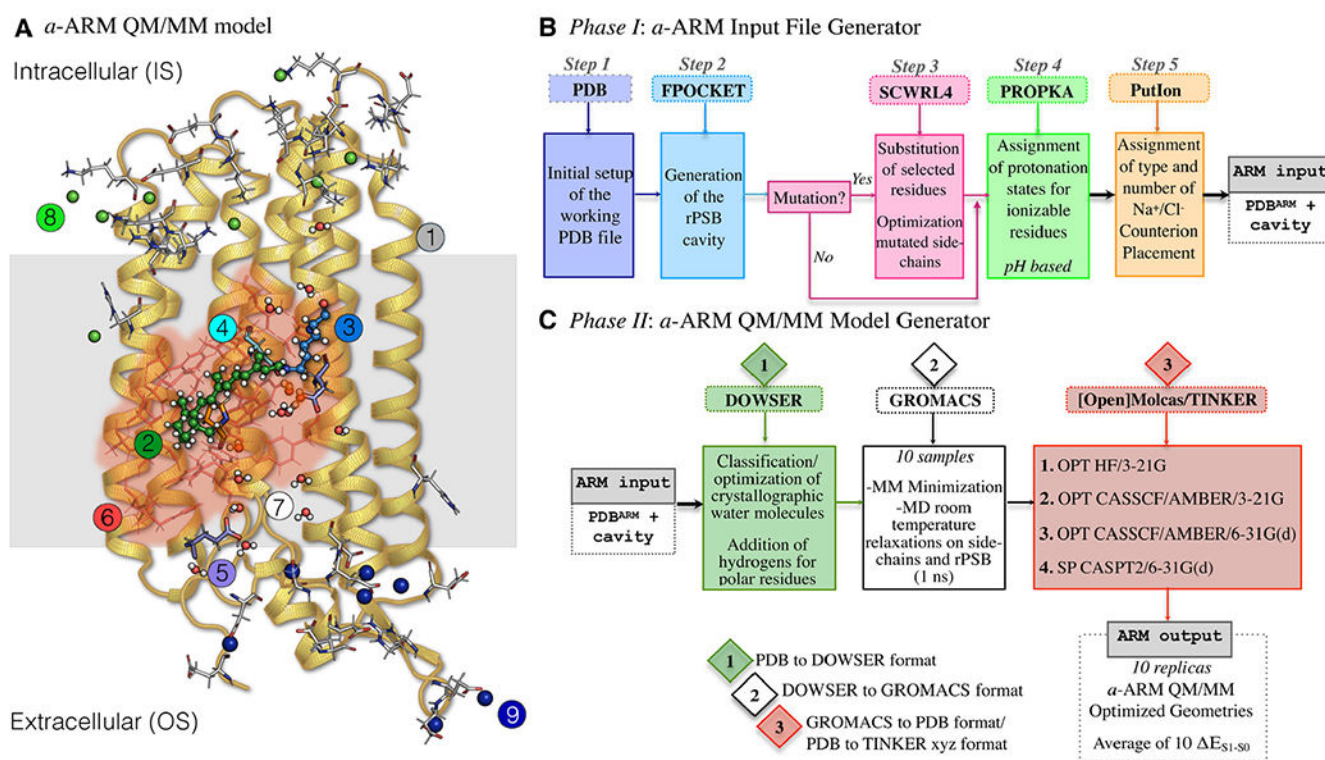 A a-ARM QM/MM model
Intracellular (IS)
8
1
4
3
2
6
7
5
9
Extracellular (OS)
B Phase I: a-ARM Input File Generator
Step 1
PDB
Initial setup
of the
working
PDB file
Step 2
FPOCKET
Generation
of the
rPSB
cavity
Mutation?
Yes
No
Step 3
SCWRL4
Substitution
of selected
residues
Optimization
mutated side-
chains
Step 4
PROPKA
Assignment
of protonation
states for
ionizable
residues
pH based
Step 5
PutIon
Assignment
of type and
number of
Na+/Cl-
Counterion
Placement
ARM input
PDBARM +
cavity
C Phase II: a-ARM QM/MM Model Generator
ARM input
PDBARM +
cavity
1
DOWSER
Classification/
optimization of
crystallographic
water molecules
Addition of
hydrogens for
polar residues
2
GROMACS
10 samples
-MM Minimization
-MD room
temperature
relaxations on side-
chains and rPSB
(1 ns)
3
[Open]Molcas/TINKER
1. OPT HF/3-21G
2. OPT CASSCF/AMBER/3-21G
3. OPT CASSCF/AMBER/6-31G(d)
4. SP CASPT2/6-31G(d)
ARM output
10 replicas
a-ARM QM/MM
Optimized Geometries
Average of 10 ΔES1-S0
1 PDB to DOWSER format
2 DOWSER to GROMACS format
3 GROMACS to PDB format/
PDB to TINKER xyz format